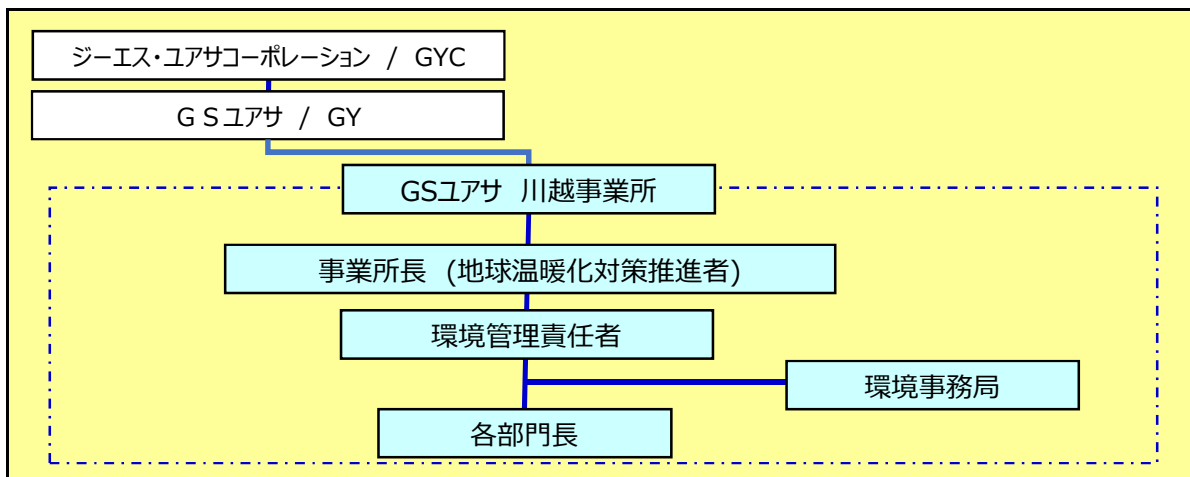 ジーエス・ユアサコーポレーション / GYC
GSユアサ / GY
GSユアサ 川越事業所
事業所長 (地球温暖化対策推進者)
環境管理責任者
環境事務局
各部門長